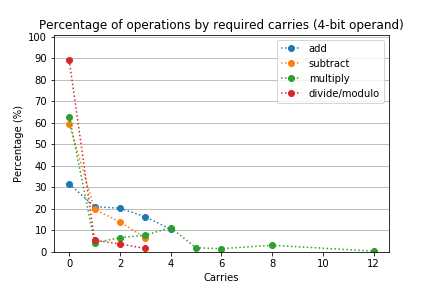 Percentage of operations by required carries (4-bit operand)
100
90
80
70
60
50
40
30
20
10
0
Percentage (%)
add
subtract
multiply
divide/modulo
0 2 4 6 8 10 12
Carries